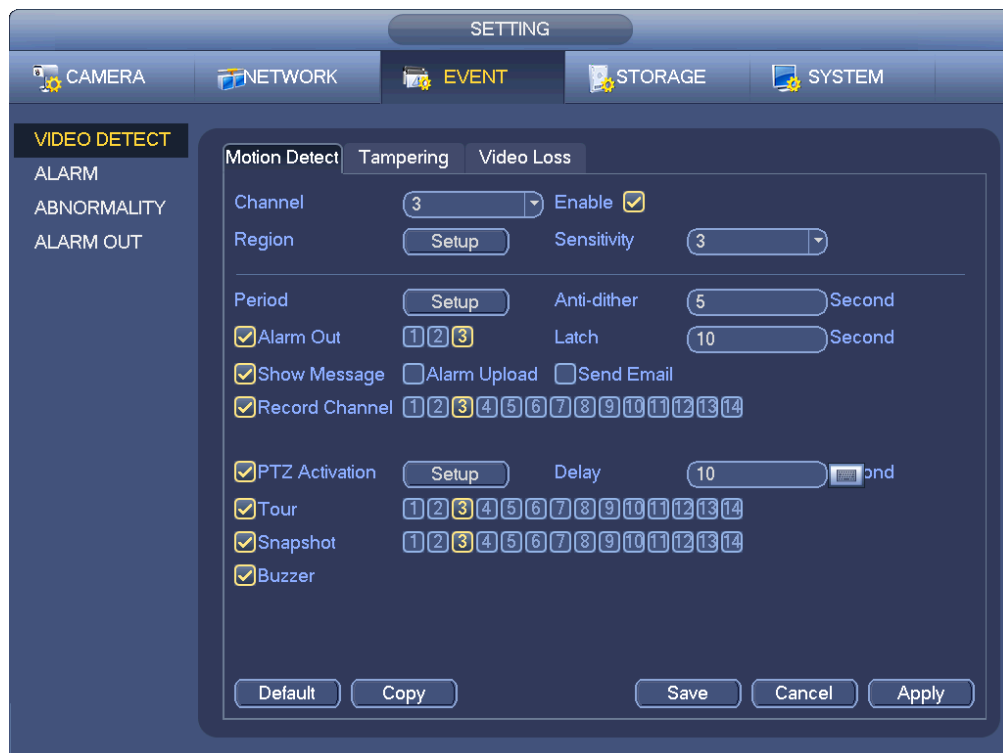 SETTING
CAMERA NETWORK EVENT STORAGE SYSTEM
VIDEO DETECT
ALARM
ABNORMALITY
ALARM OUT
Motion Detect Tampering Video Loss
Channel 3 Enable
Region Setup Sensitivity 3
Period Setup Anti-dither 5 Second
Alarm Out 1 2 3 Latch 10 Second
Show Message Alarm Upload Send Email
Record Channel 1 2 3 4 5 6 7 8 9 10 11 12 13 14
PTZ Activation Setup Delay 10 ond
Tour 1 2 3 4 5 6 7 8 9 10 11 12 13 14
Snapshot 1 2 3 4 5 6 7 8 9 10 11 12 13 14
Buzzer
Default Copy Save Cancel Apply